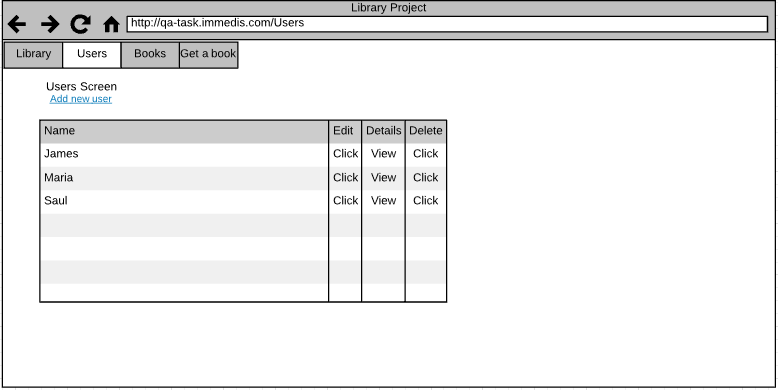 Library Project
http://qa-task.immedis.com/Users
Library Users Books Get a book
Users Screen
Add new user
Name Edit Details Delete
James Click View Click
Maria Click View Click
Saul Click View Click